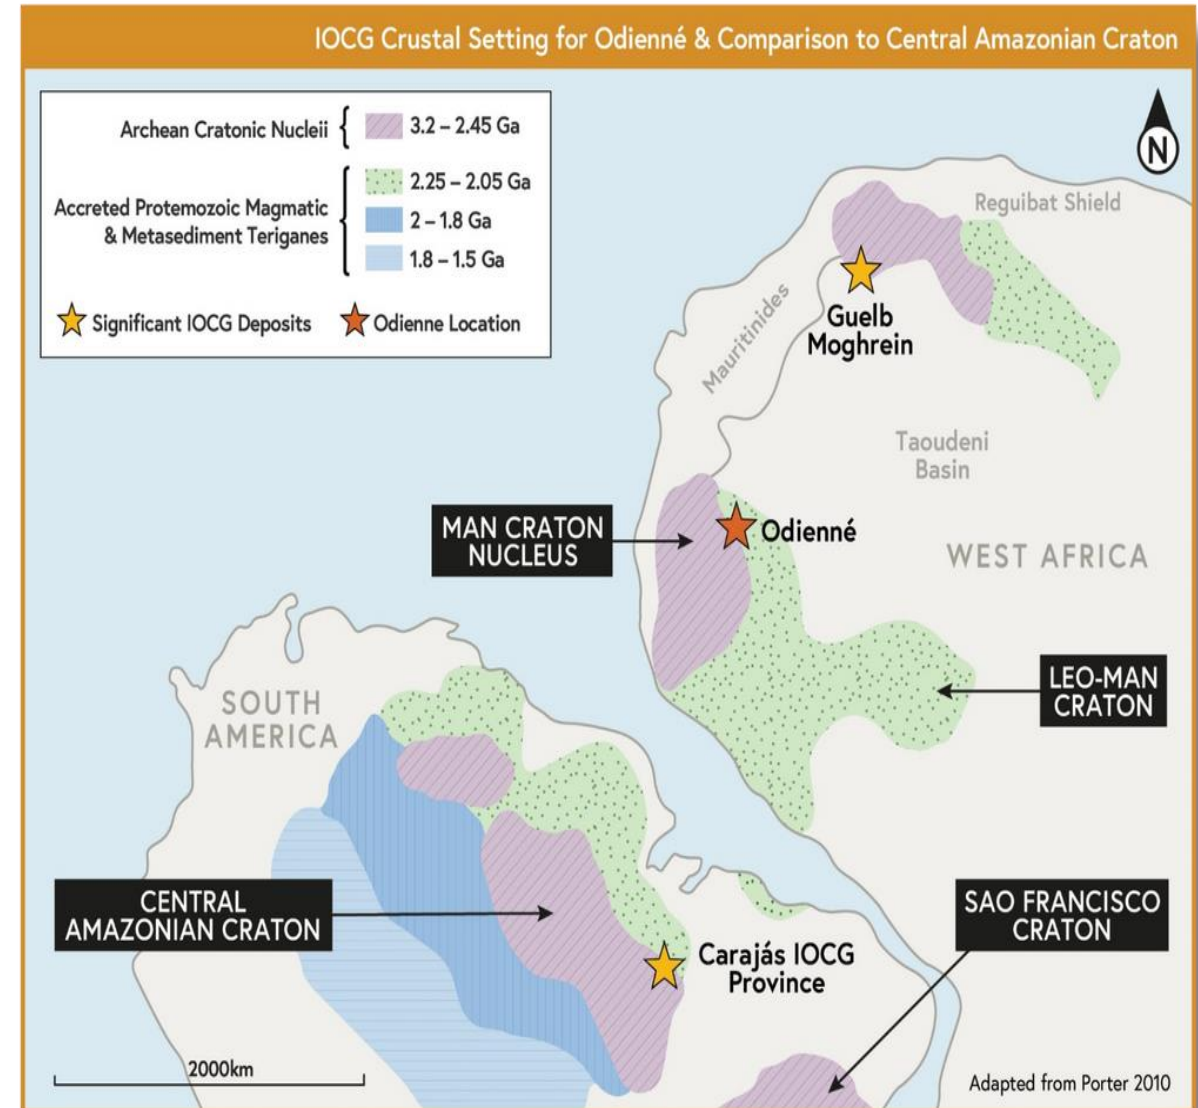 IOCG Crustal Setting for Odienné & Comparison to Central Amazonian Craton
Archean Cratonic Nucleii
3.2 – 2.45 Ga
Accreted Protemozoic Magmatic
& Metasediment Teriganes
2.25 – 2.05 Ga
2 – 1.8 Ga
1.8 – 1.5 Ga
Significant IOCG Deposits
Odienne Location
N
Reguibat Shield
Guelb
Moghrein
Mauritinides
Taoudeni
Basin
MAN CRATON
NUCLEUS
Odienné
WEST AFRICA
LEO-MAN
CRATON
SOUTH
AMERICA
CENTRAL
AMAZONIAN CRATON
SAO FRANCISCO
CRATON
Carajás IOCG
Province
2000km
Adapted from Porter 2010